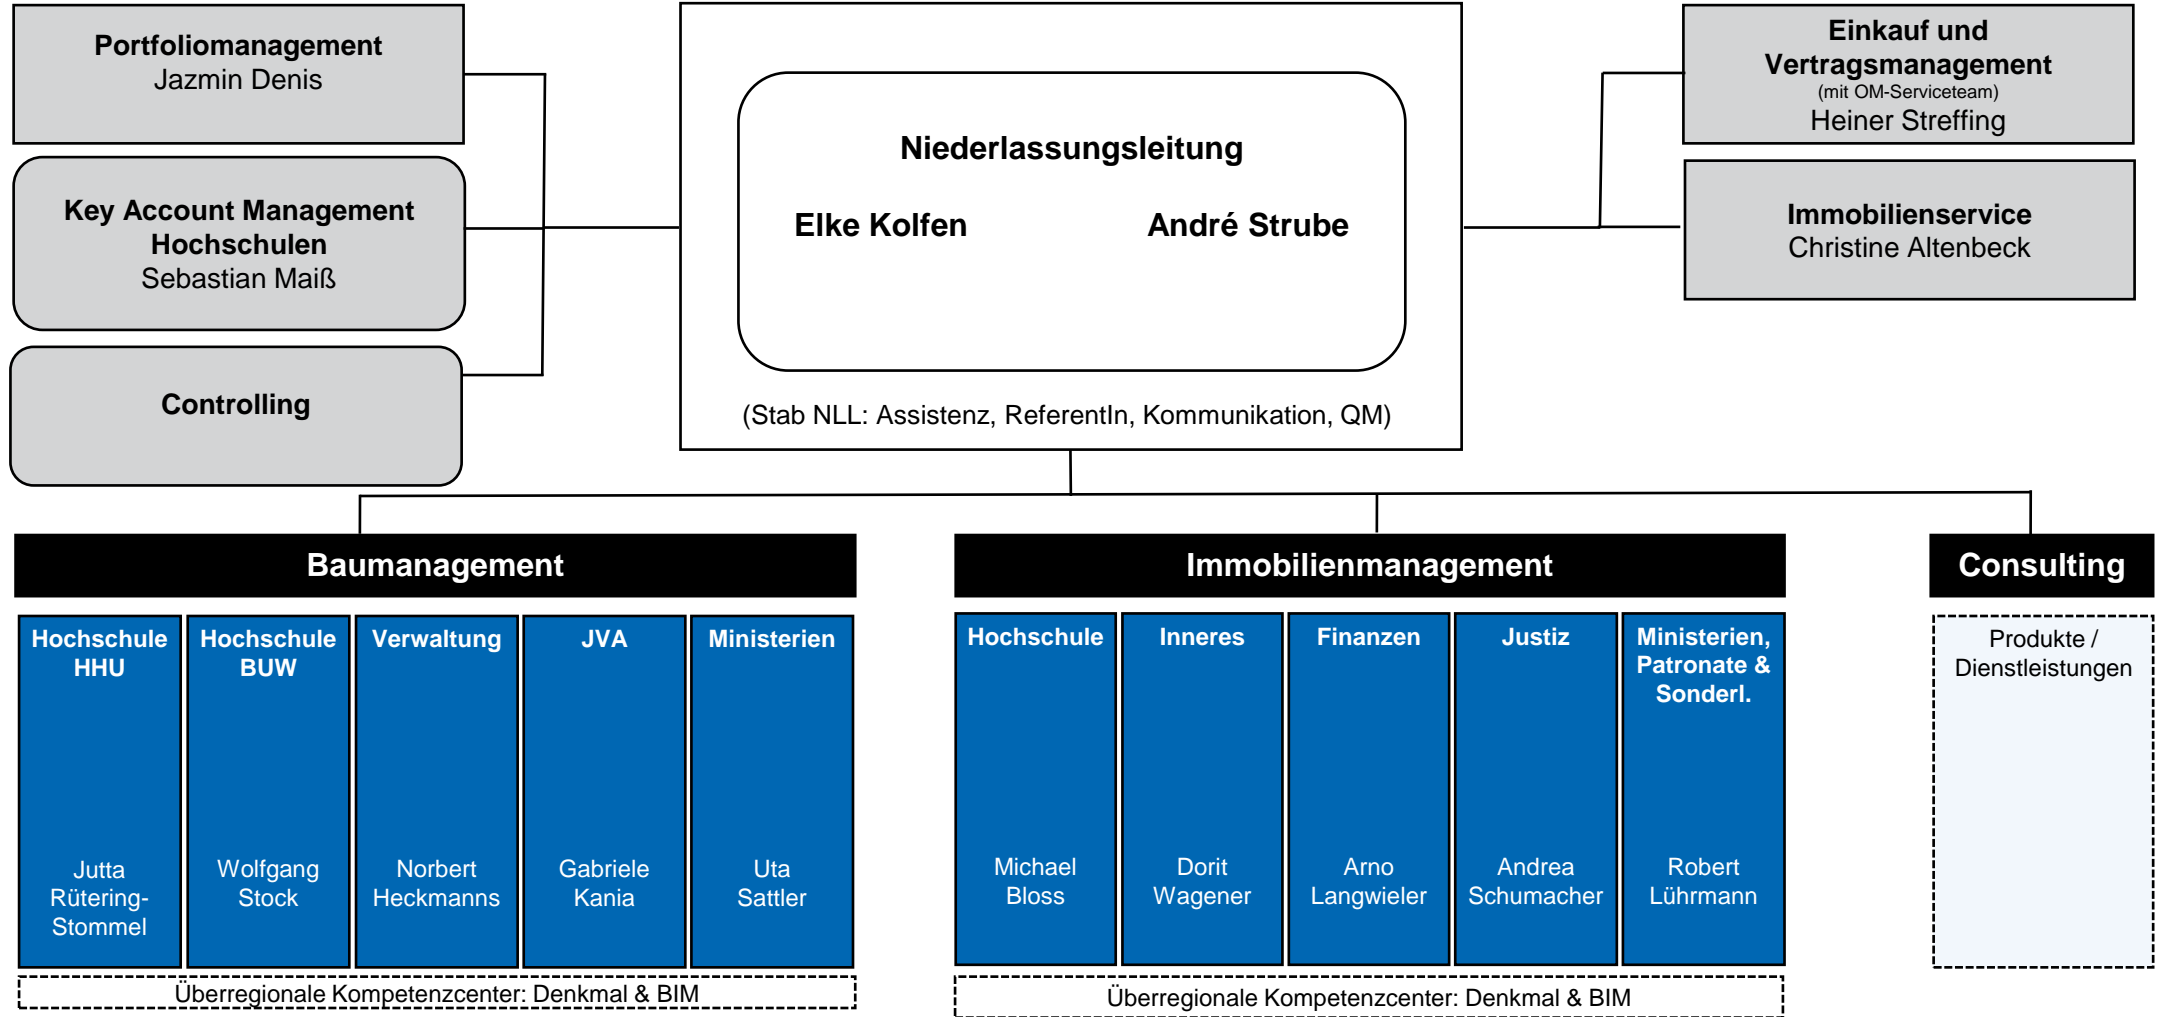 Portfoliomanagement
Jazmin Denis
Key Account Management
Hochschulen
Sebastian Maiß
Controlling
Niederlassungsleitung
Elke Kolfen
André Strube
(Stab NLL: Assistenz, ReferentIn, Kommunikation, QM)
Einkauf und
Vertragsmanagement
(mit OM-Serviceteam)
Heiner Streffing
Immobilienservice
Christine Altenbeck
Baumanagement
Hochschule
HHU
Jutta
Rütering-
Stommel
Hochschule
BUW
Wolfgang
Stock
Verwaltung
Norbert
Heckmanns
JVA
Gabriele
Kania
Ministerien
Uta
Sattler
Überregionale Kompetenzcenter: Denkmal & BIM
Immobilienmanagement
Hochschule
Michael
Bloss
Inneres
Dorit
Wagener
Finanzen
Arno
Langwieler
Justiz
Andrea
Schumacher
Ministerien,
Patronate &
Sonderl.
Robert
Lührmann
Überregionale Kompetenzcenter: Denkmal & BIM
Consulting
Produkte /
Dienstleistungen